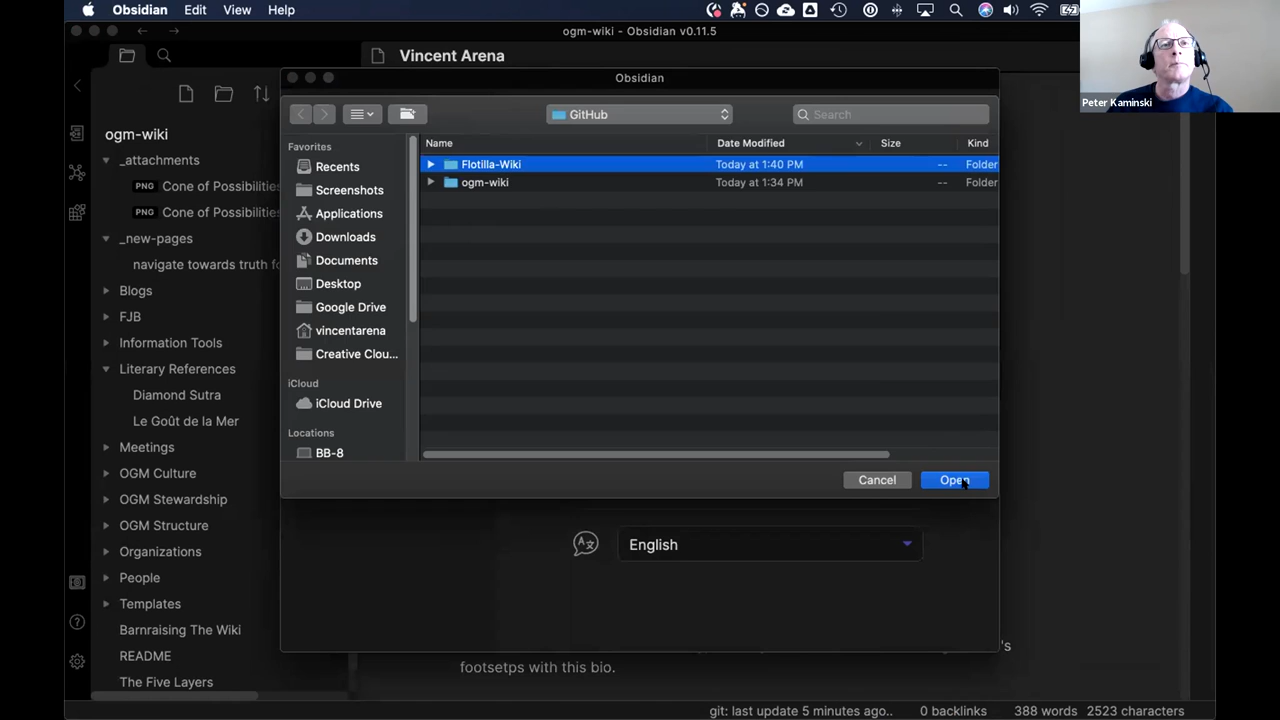 Obsidian Edit View Help
ogm-wiki - Obsidian v0.11.5
Vincent Arena
Obsidian
GitHub
Search
Favorites
Recents
Screenshots
Applications
Downloads
Documents
Desktop
Google Drive
vincentarena
Creative Clou...
iCloud
iCloud Drive
Locations
BB-8
Name Date Modified Size Kind
Flotilla-Wiki Today at 1:40 PM -- Folder
ogm-wiki Today at 1:34 PM -- Folder
Cancel Open
English
ogm-wiki
_attachments
PNG Cone of Possibilities
PNG Cone of Possibilities
_new-pages
navigate towards truth fo
Blogs
FJB
Information Tools
Literary References
Diamond Sutra
Le Goût de la Mer
Meetings
OGM Culture
OGM Stewardship
OGM Structure
Organizations
People
Templates
Barnraising The Wiki
README
The Five Layers
's
footsetps with this bio.
git: last update 5 minutes ago.. 0 backlinks 388 words 2523 characters
Peter Kaminski